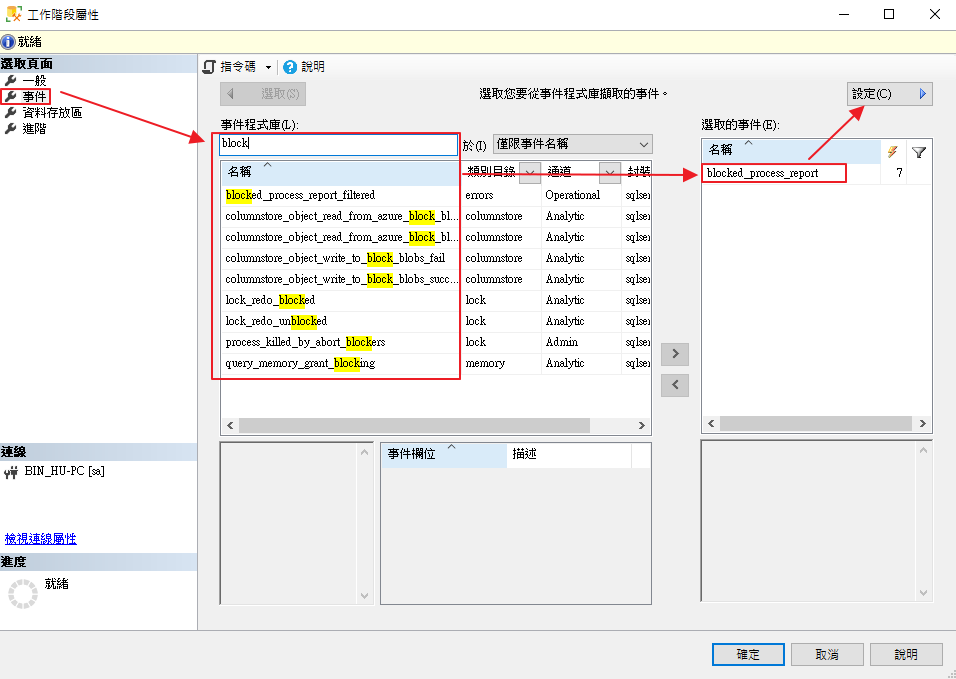 工作階段屬性
就緒
選取頁面
一般
事件
資料存放區
進階
指令碼 說明
選取(S) 選取您要從事件程式庫擷取的事件。 設定(C)
事件程式庫(L): 選取的事件(E):
block 於(I) 僅限事件名稱
名稱 類別目錄 通道 封裝
名稱
blocked_process_report 7
blocked_process_report_filtered errors Operational sqlser
columnstore_object_read_from_azure_block_bl... columnstore Analytic sqlser
columnstore_object_read_from_azure_block_bl... columnstore Analytic sqlser
columnstore_object_write_to_block_blobs_fail columnstore Analytic sqlser
columnstore_object_write_to_block_blobs_succ... columnstore Analytic sqlser
lock_redo_blocked lock Analytic sqlser
lock_redo_unblocked lock Analytic sqlser
process_killed_by_abort_blockers lock Admin sqlser
query_memory_grant_blocking memory Analytic sqlser
事件欄位 描述
連線
BIN_HU-PC [sa]
檢視連線屬性
進度
就緒
確定 取消 說明